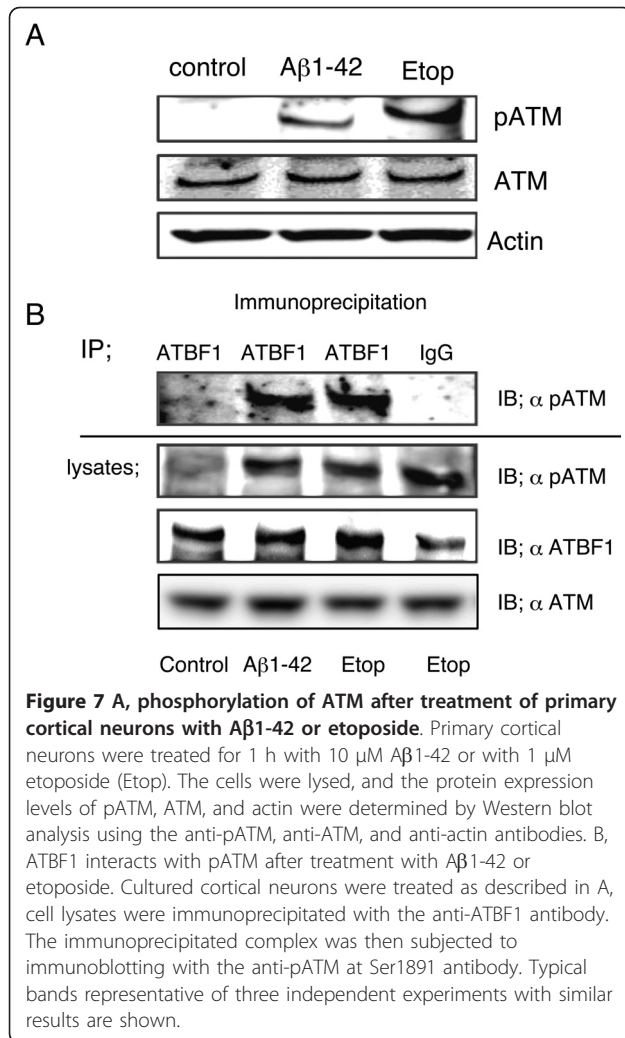 A
control Aβ1-42 Etop
pATM
ATM
Actin
Immunoprecipitation
B
IP; ATBF1 ATBF1 ATBF1 IgG
IB; α pATM
lysates;
IB; α pATM
IB; α ATBF1
IB; α ATM
Control Aβ1-42 Etop Etop
Figure 7 A, phosphorylation of ATM after treatment of primary
cortical neurons with Aβ1-42 or etoposide. Primary cortical
neurons were treated for 1 h with 10 μM Aβ1-42 or with 1 μM
etoposide (Etop). The cells were lysed, and the protein expression
levels of pATM, ATM, and actin were determined by Western blot
analysis using the anti-pATM, anti-ATM, and anti-actin antibodies. B,
ATBF1 interacts with pATM after treatment with Aβ1-42 or
etoposide. Cultured cortical neurons were treated as described in A,
cell lysates were immunoprecipitated with the anti-ATBF1 antibody.
The immunoprecipitated complex was then subjected to
immunoblotting with the anti-pATM at Ser1891 antibody. Typical
bands representative of three independent experiments with similar
results are shown.